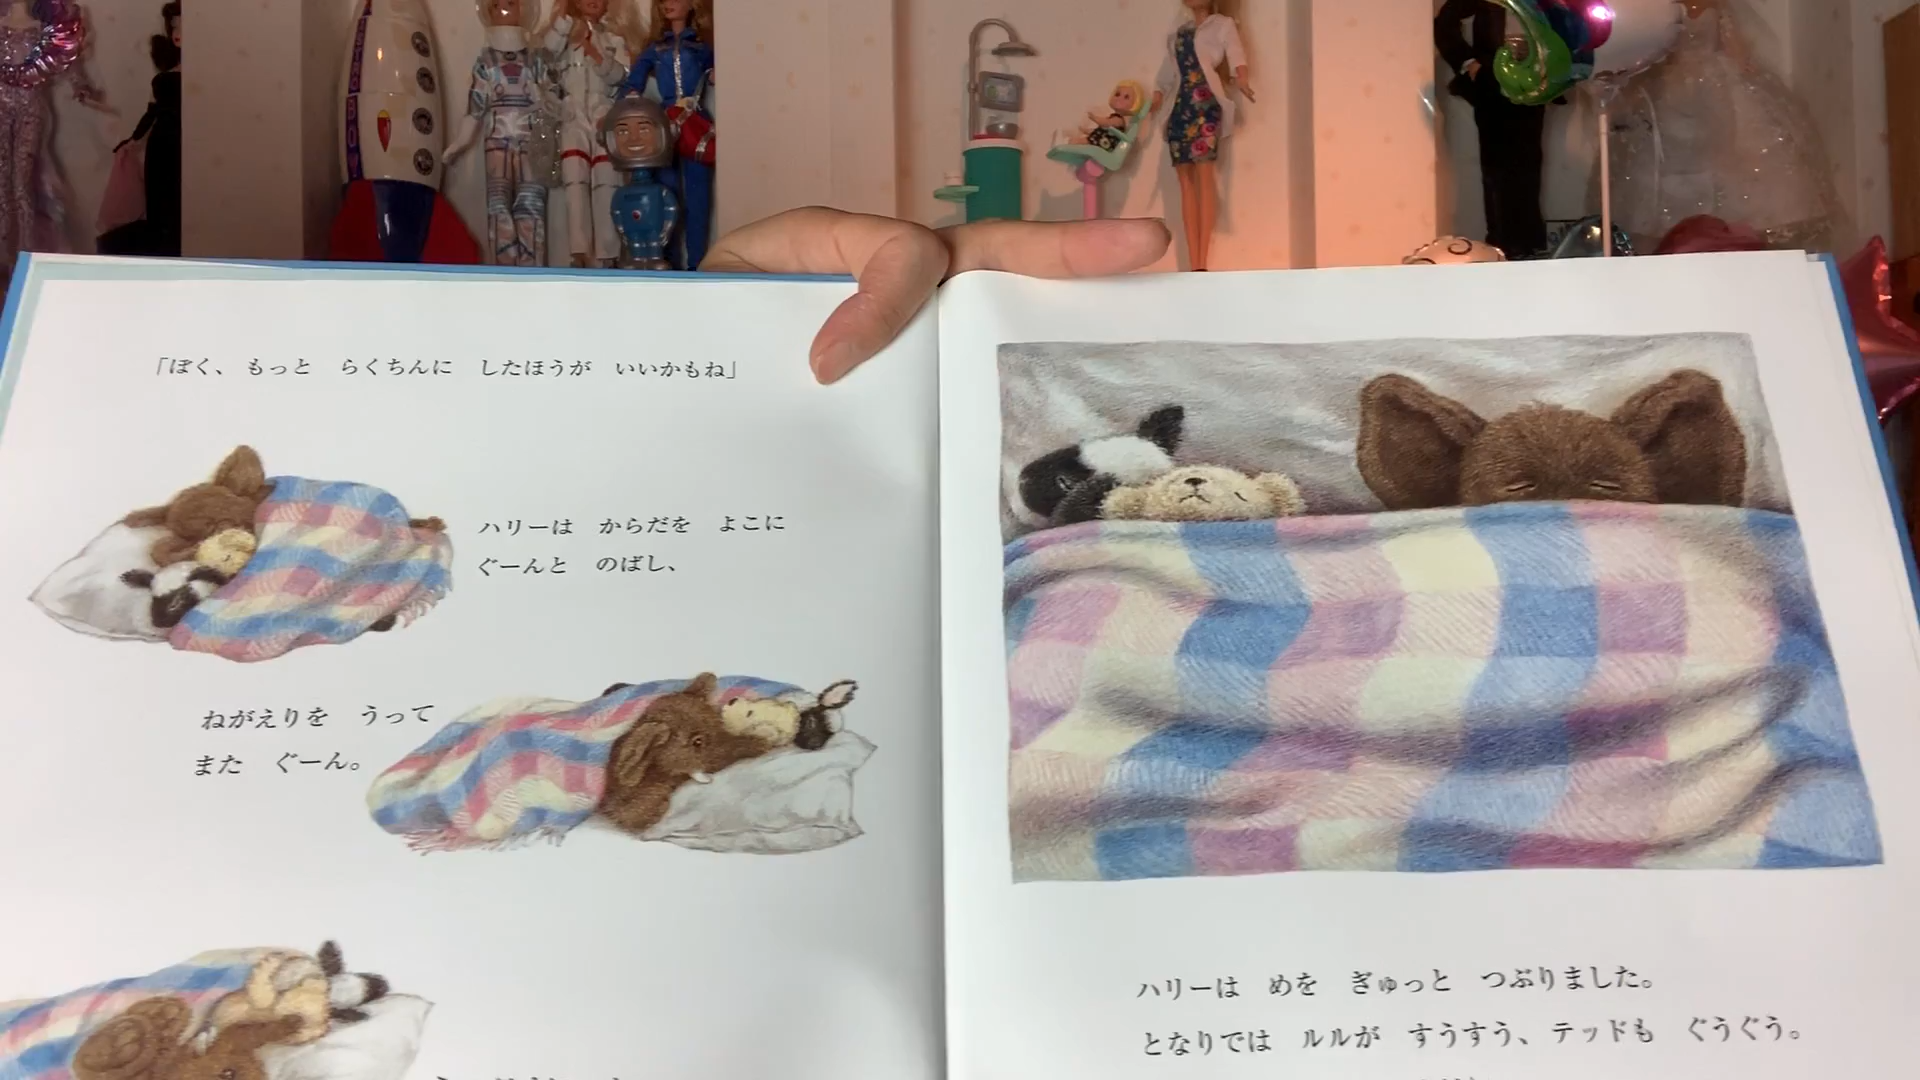 「ぼく、もっと　らくちんに　したほうが　いいかもね」
ハリーは　からだを　よこに
ぐーんと　のばし、
ねがえりを　うって
また　ぐーん。
ハリーは　めを　ぎゅっと　つぶりました。
となりでは　ルルが　すうすう、テッドも　ぐうぐう。